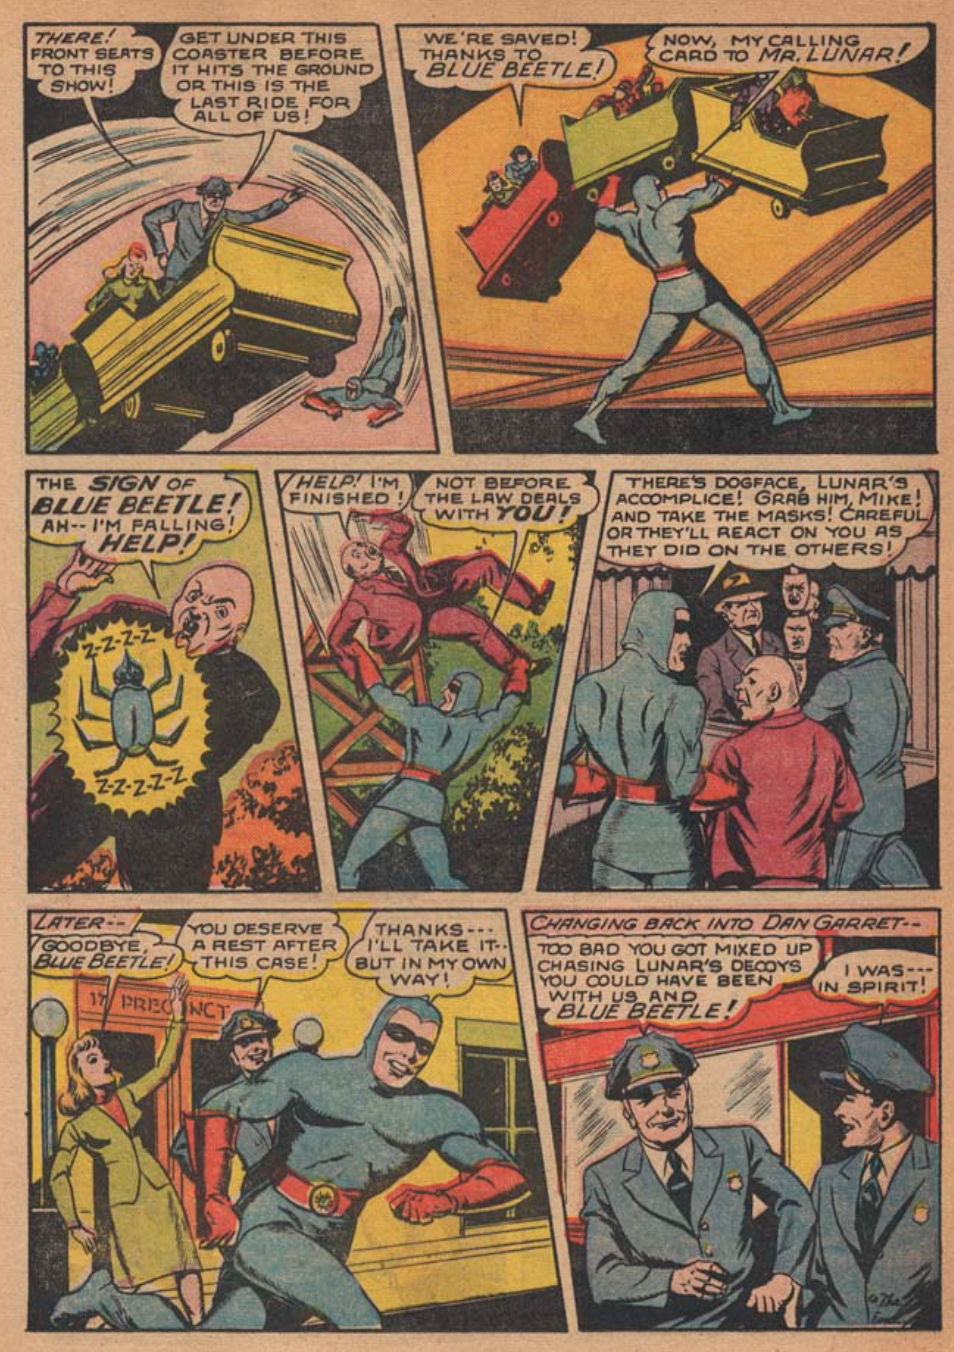 THERE!
FRONT SEATS
TO THIS
SHOW!
GET UNDER THIS
COASTER BEFORE
IT HITS THE GROUND
OR THIS IS THE
LAST RIDE FOR
ALL OF US!
WE'RE SAVED!
THANKS TO
BLUE BEETLE!
NOW, MY CALLING
CARD TO MR. LUNAR!
THE SIGN OF
BLUE BEETLE!
AH-- I'M FALLING!
HELP!
Z-Z-Z-Z
Z-Z-Z-Z-Z
HELP! I'M
FINISHED!
NOT BEFORE
THE LAW DEALS
WITH YOU!
THERE'S DOGFACE, LUNAR'S
ACCOMPLICE! GRAB HIM, MIKE!
AND TAKE THE MASKS! CAREFUL
OR THEY'LL REACT ON YOU AS
THEY DID ON THE OTHERS!
LATER--
GOODBYE,
BLUE BEETLE!
YOU DESERVE
A REST AFTER
THIS CASE!
THANKS---
I'LL TAKE IT--
BUT IN MY OWN
WAY!
17 PRECINCT
CHANGING BACK INTO DAN GARRET--
TOO BAD YOU GOT MIXED UP
CHASING LUNAR'S DECOYS
YOU COULD HAVE BEEN
WITH US AND
BLUE BEETLE!
I WAS---
IN SPIRIT!
The